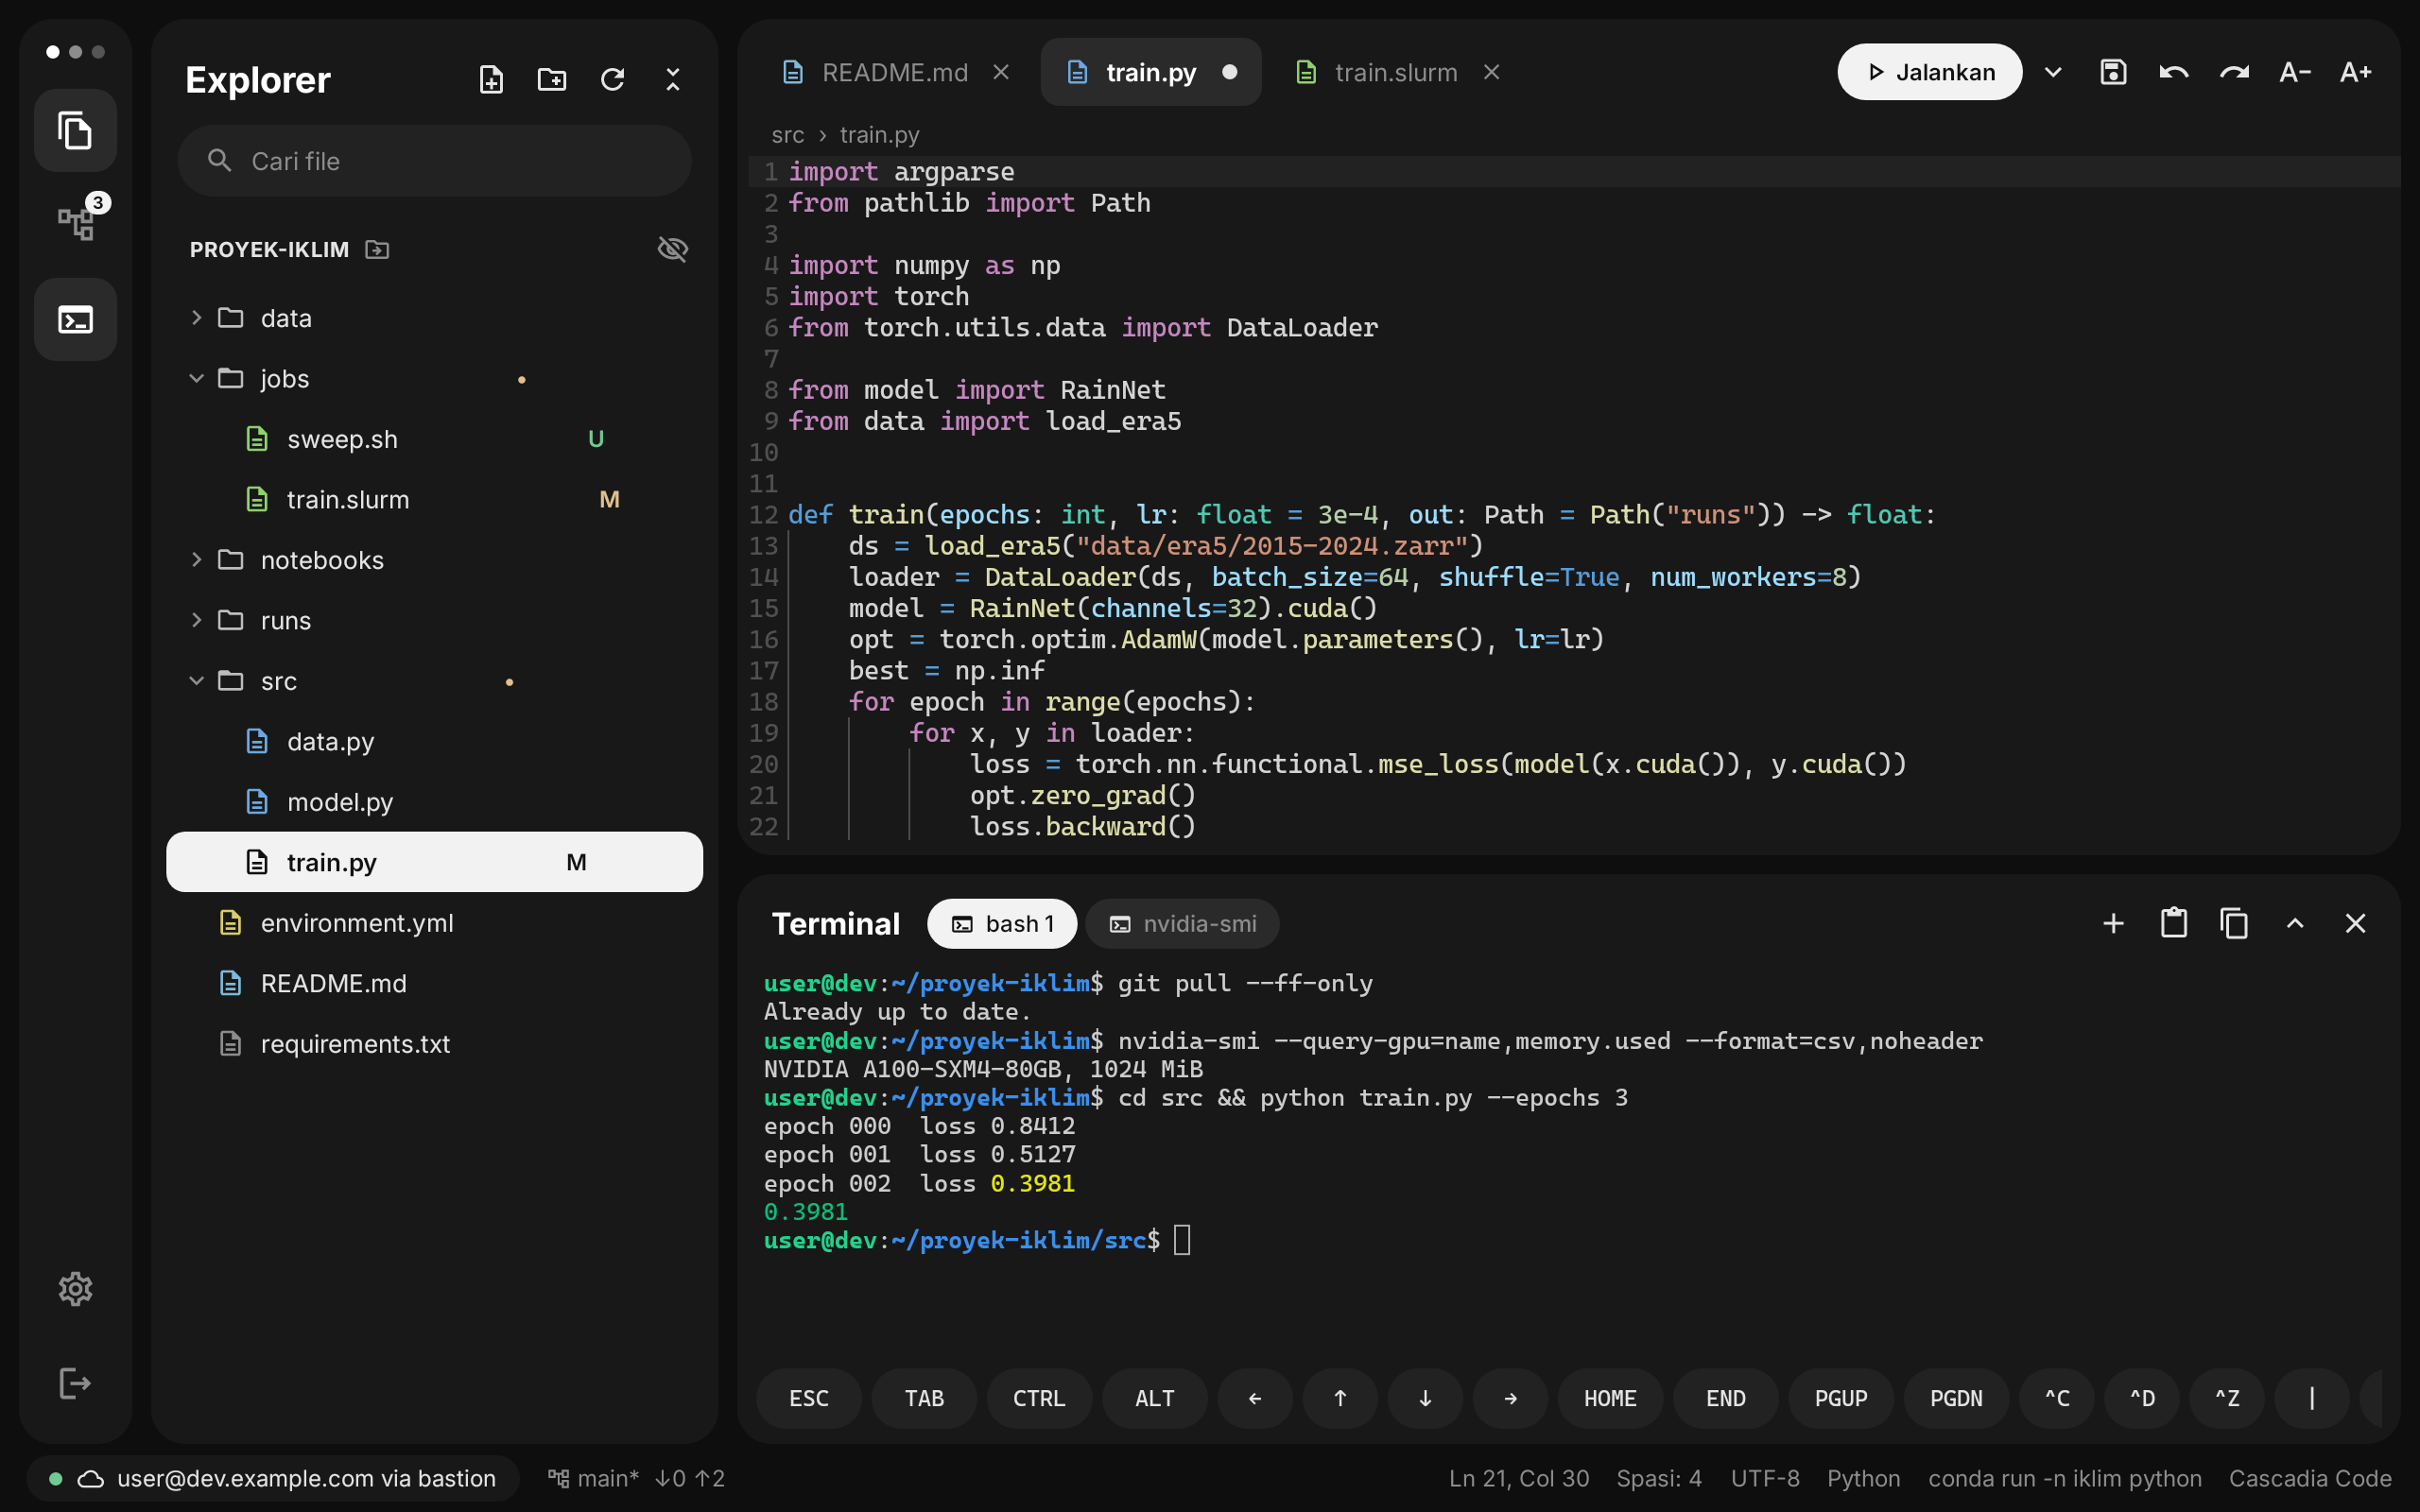 Explorer
Cari file
3
PROYEK-IKLIM
data
jobs
sweep.sh U
train.slurm M
notebooks
runs
src
data.py
model.py
train.py M
environment.yml
README.md
requirements.txt
README.md
train.py
train.slurm
Jalankan
A-
A+
src › train.py
1 import argparse
2 from pathlib import Path
3
4 import numpy as np
5 import torch
6 from torch.utils.data import DataLoader
7
8 from model import RainNet
9 from data import load_era5
10
11
12 def train(epochs: int, lr: float = 3e-4, out: Path = Path("runs")) -> float:
13     ds = load_era5("data/era5/2015-2024.zarr")
14     loader = DataLoader(ds, batch_size=64, shuffle=True, num_workers=8)
15     model = RainNet(channels=32).cuda()
16     opt = torch.optim.AdamW(model.parameters(), lr=lr)
17     best = np.inf
18     for epoch in range(epochs):
19         for x, y in loader:
20             loss = torch.nn.functional.mse_loss(model(x.cuda()), y.cuda())
21             opt.zero_grad()
22             loss.backward()
Terminal
bash 1
nvidia-smi
user@dev:~/proyek-iklim$ git pull --ff-only
Already up to date.
user@dev:~/proyek-iklim$ nvidia-smi --query-gpu=name,memory.used --format=csv,noheader
NVIDIA A100-SXM4-80GB, 1024 MiB
user@dev:~/proyek-iklim$ cd src && python train.py --epochs 3
epoch 000  loss 0.8412
epoch 001  loss 0.5127
epoch 002  loss 0.3981
0.3981
user@dev:~/proyek-iklim/src$
ESC TAB CTRL ALT ← ↑ ↓ → HOME END PGUP PGDN ^C ^D ^Z |
user@dev.example.com via bastion main* ↓0 ↑2 Ln 21, Col 30 Spasi: 4 UTF-8 Python conda run -n iklim python Cascadia Code